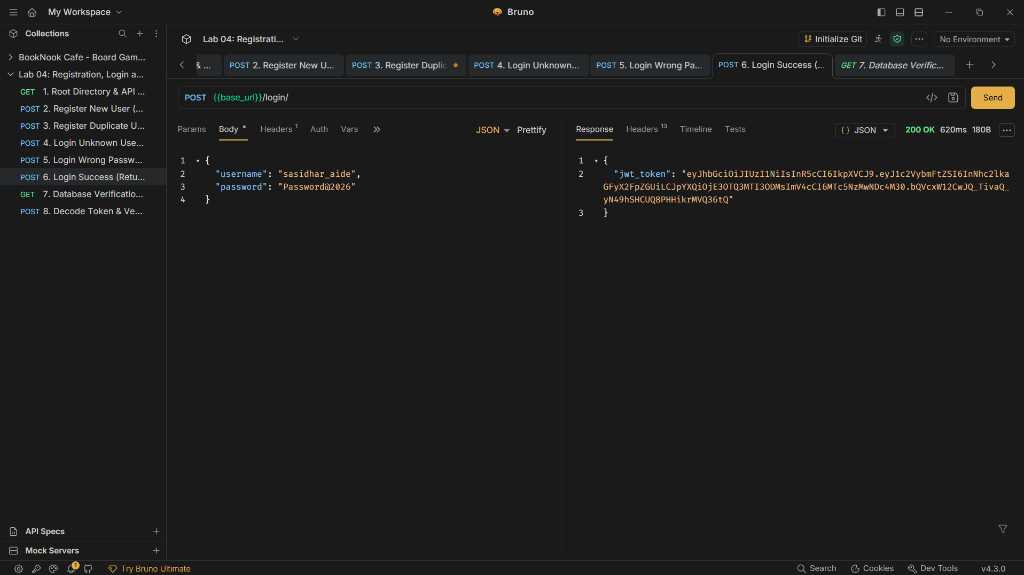 My Workspace
Bruno
Collections
BookNook Cafe - Board Gam...
Lab 04: Registration, Login a...
GET 1. Root Directory & API ...
POST 2. Register New User (...
POST 3. Register Duplicate U...
POST 4. Login Unknown Use...
POST 5. Login Wrong Passw...
POST 6. Login Success (Retu...
GET 7. Database Verificatio...
POST 8. Decode Token & Ve...
API Specs
Mock Servers
Lab 04: Registrati...
Initialize Git
No Environment
& ...
POST 2. Register New U...
POST 3. Register Duplic
POST 4. Login Unknown...
POST 5. Login Wrong Pa...
POST 6. Login Success (...
GET 7. Database Verific...
POST {{base_url}}/login/
Send
Params Body Headers 1 Auth Vars JSON Prettify
1 {
2 "username": "sasidhar_aide",
3 "password": "Password@2026"
4 }
Response Headers 13 Timeline Tests { } JSON 200 OK 620ms 180B
1 {
2 "jwt_token": "eyJhbGciOiJIUzI1NiIsInR5cCI6IkpXVCJ9.eyJ1c2VybmFtZSI6InNhc2lka
GFyX2FpZGUiLCJpYXQiOjE3OTQ3MTI3ODMsImV4cCI6MTc5NzMwNDc4M30.bQVcxW12CwJQ_TivaQ_
yN49hSHCUQ8PHHikrMVQ36tQ"
3 }
1
Try Bruno Ultimate
Search
Cookies
Dev Tools
v4.3.0